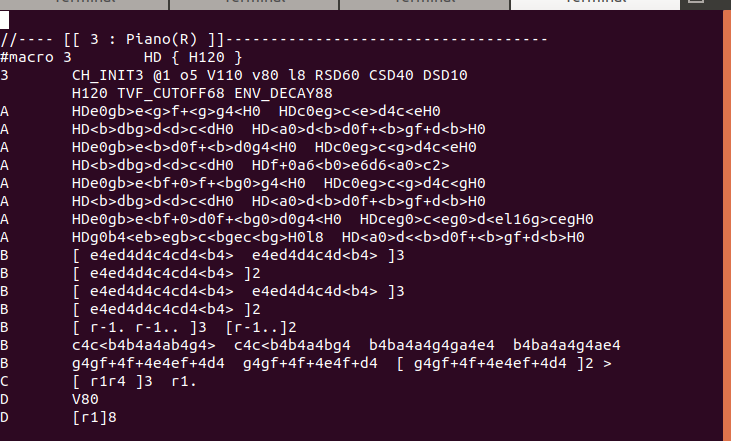 Terminal Terminal Terminal Terminal
//---- [[ 3 : Piano(R) ]]------------------------------------
#macro 3        HD { H120 }
3       CH_INIT3 @1 o5 V110 v80 l8 RSD60 CSD40 DSD10
        H120 TVF_CUTOFF68 ENV_DECAY88
A       HDe0gb>e<g>f+<g>g4<H0  HDc0eg>c<e>d4c<eH0
A       HD<b>dbg>d<d>c<dH0  HD<a0>d<b>d0f+<b>gf+d<b>H0
A       HDe0gb>e<b>d0f+<b>d0g4<H0  HDc0eg>c<g>d4c<eH0
A       HD<b>dbg>d<d>c<dH0  HDf+0a6<b0>e6d6<a0>c2>
A       HDe0gb>e<bf+0>f+<bg0>g4<H0  HDc0eg>c<g>d4c<gH0
A       HD<b>dbg>d<d>c<dH0  HD<a0>d<b>d0f+<b>gf+d<b>H0
A       HDe0gb>e<bf+0>d0f+<bg0>d0g4<H0  HDceg0>c<eg0>d<el16g>cegH0
A       HDg0b4<eb>egb>c<bgec<bg>H0l8  HD<a0>d<<b>d0f+<b>gf+d<b>H0
B       [ e4ed4d4c4cd4<b4>  e4ed4d4c4d<b4> ]3
B       [ e4ed4d4c4cd4<b4> ]2
B       [ e4ed4d4c4cd4<b4>  e4ed4d4c4d<b4> ]3
B       [ e4ed4d4c4cd4<b4> ]2
B       [ r-1. r-1.. ]3  [r-1..]2
B       c4c<b4b4a4ab4g4>  c4c<b4b4a4bg4  b4ba4a4g4ga4e4  b4ba4a4g4ae4
B       g4gf+4f+4e4ef+4d4  g4gf+4f+4e4f+d4  [ g4gf+4f+4e4ef+4d4 ]2 >
C       [ r1r4 ]3  r1.
D       V80
D       [r1]8